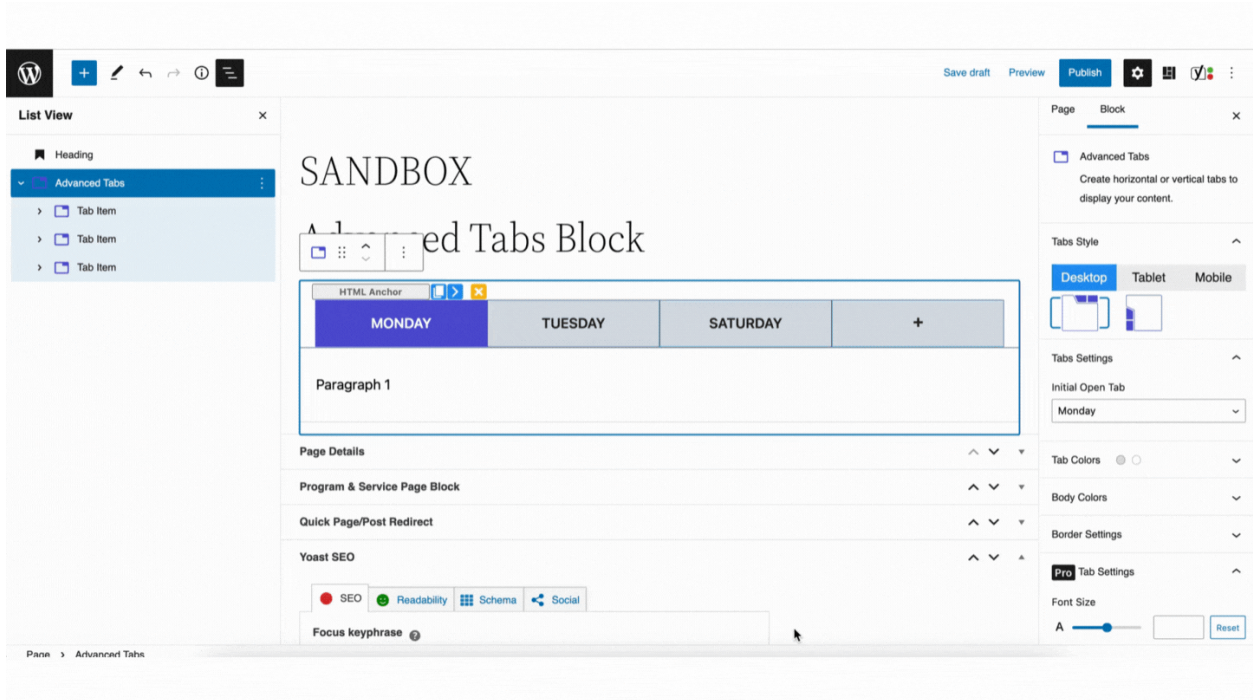 Save draft Preview Publish
List View
Heading
Advanced Tabs
Tab Item
Tab Item
Tab Item
SANDBOX
Advanced Tabs Block
HTML Anchor
MONDAY TUESDAY SATURDAY +
Paragraph 1
Page Details
Program & Service Page Block
Quick Page/Post Redirect
Yoast SEO
SEO Readability Schema Social
Focus keyphrase
Page Block
Advanced Tabs
Create horizontal or vertical tabs to
display your content.
Tabs Style
Desktop Tablet Mobile
Tabs Settings
Initial Open Tab
Monday
Tab Colors
Body Colors
Border Settings
Pro Tab Settings
Font Size
A Reset
Page > Advanced Tabs